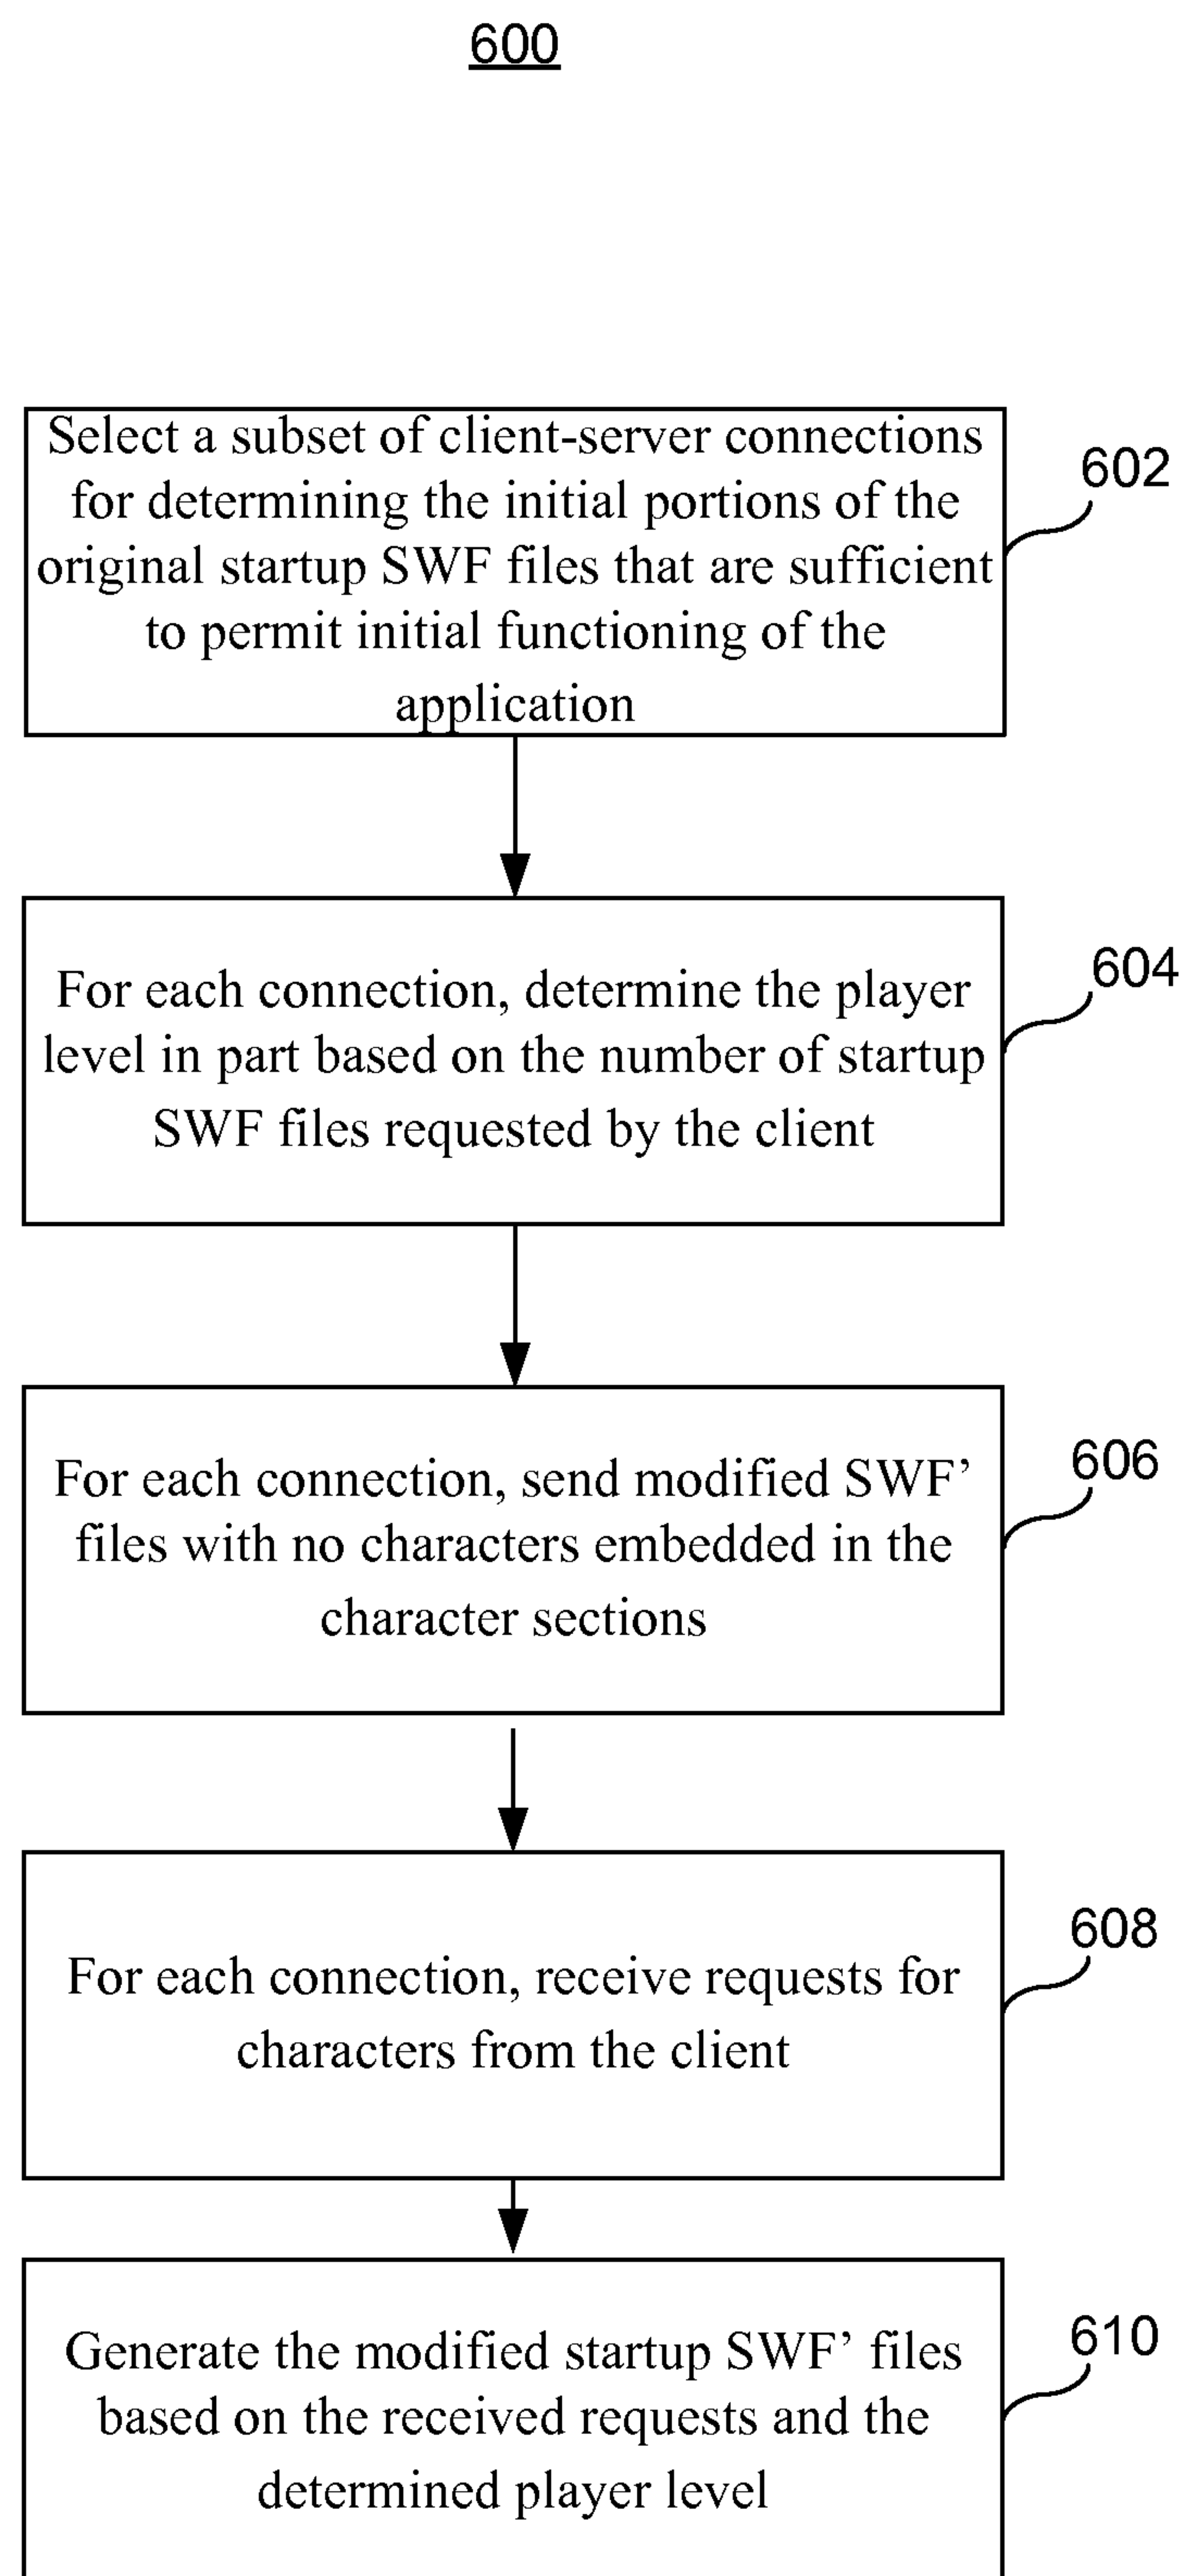 600
Select a subset of client-server connections
for determining the initial portions of the
original startup SWF files that are sufficient
to permit initial functioning of the
application
602
For each connection, determine the player
level in part based on the number of startup
SWF files requested by the client
604
For each connection, send modified SWF’
files with no characters embedded in the
character sections
606
For each connection, receive requests for
characters from the client
608
Generate the modified startup SWF’ files
based on the received requests and the
determined player level
610